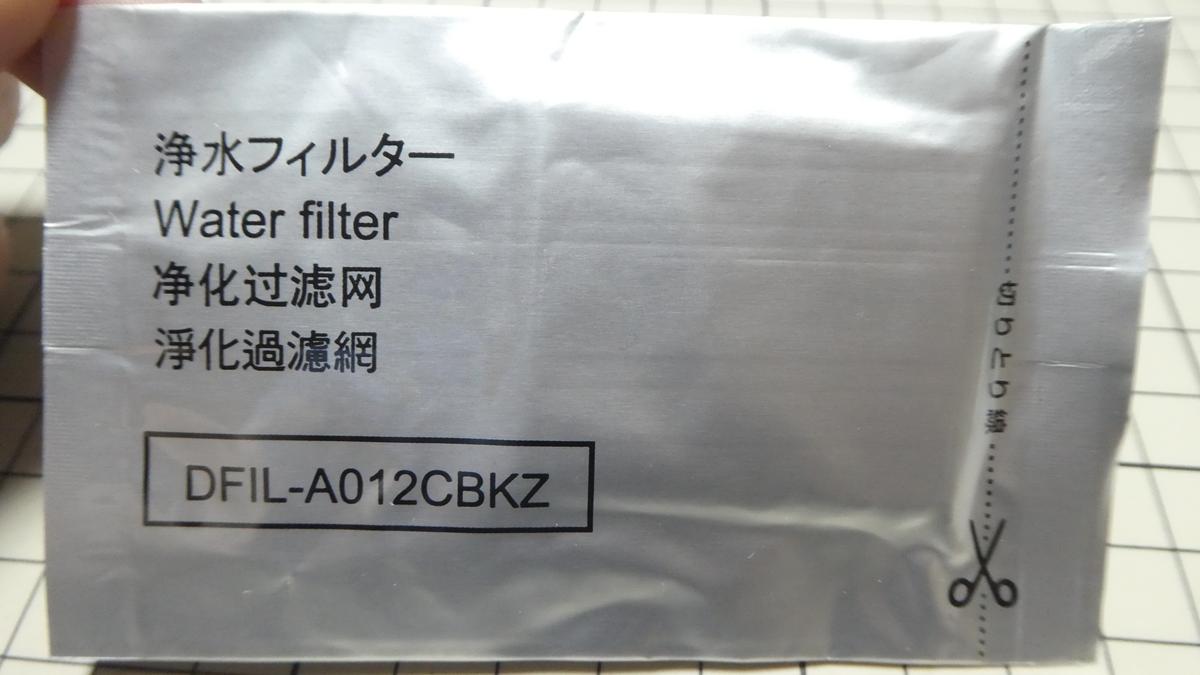 浄水フィルター
Water filter
净化过滤网
淨化過濾網
DFIL-A012CBKZ
切りとり線